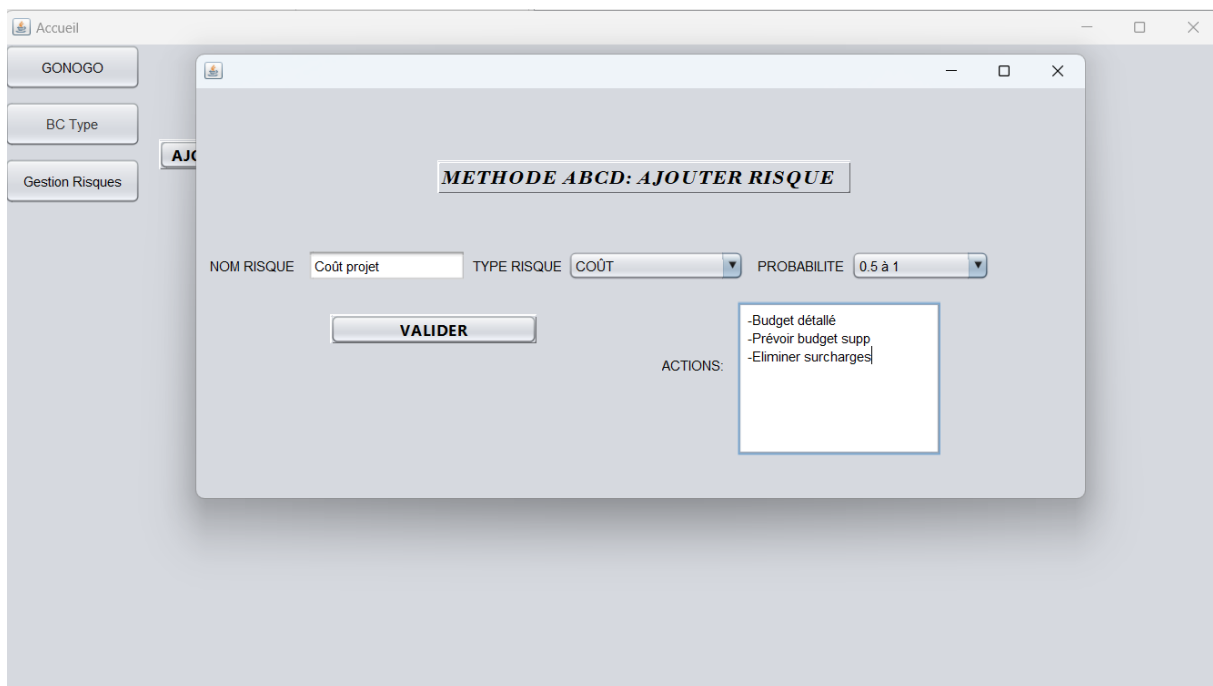 Accueil
GONOGO
BC Type
Gestion Risques
METHODE ABCD: AJOUTER RISQUE
NOM RISQUE Coût projet TYPE RISQUE COÛT PROBABILITE 0.5 à 1
VALIDER
ACTIONS:
-Budget détallé
-Prévoir budget supp
-Eliminer surcharges